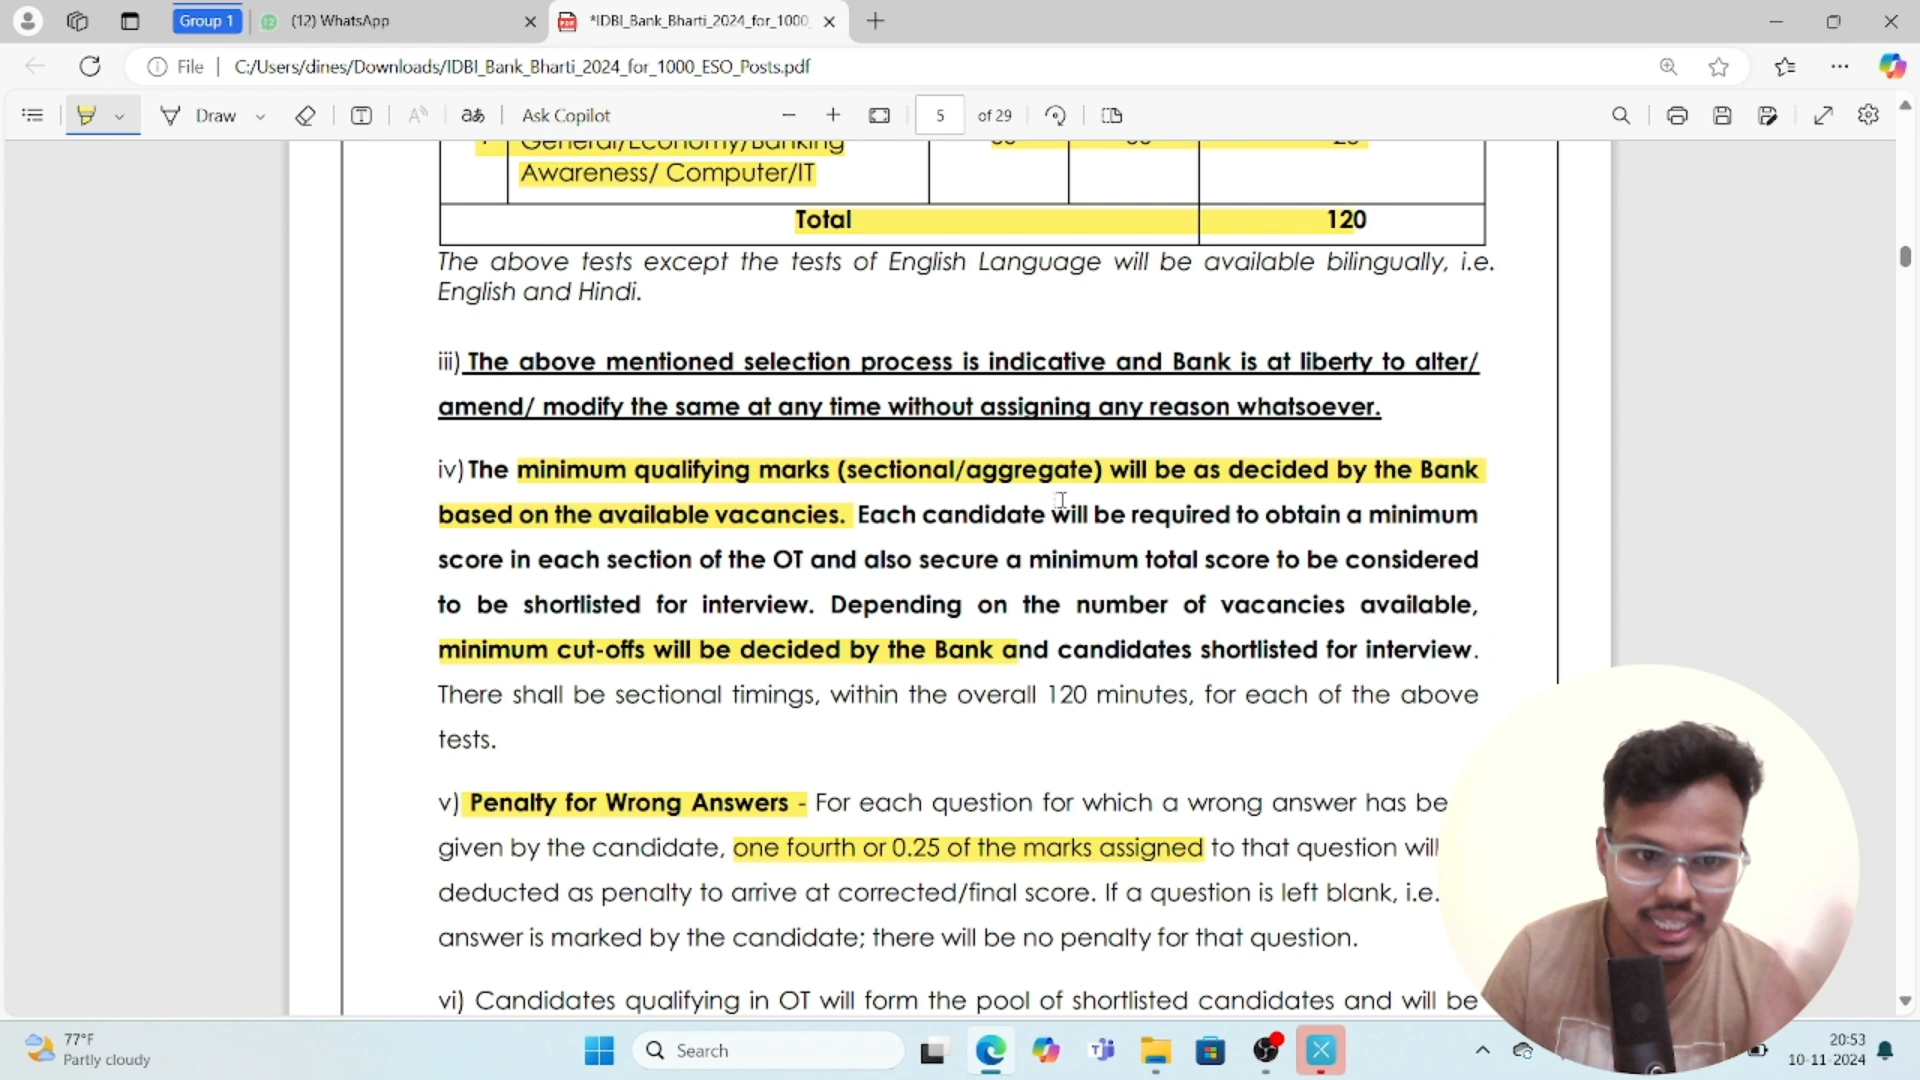 Group 1
(12) WhatsApp
*IDBI_Bank_Bharti_2024_for_1000_
File
C:/Users/dines/Downloads/IDBI_Bank_Bharti_2024_for_1000_ESO_Posts.pdf
Draw
aあ
Ask Copilot
5
of 29
General/Economy/Banking
Awareness/ Computer/IT
Total
120
The above tests except the tests of English Language will be available bilingually, i.e.
English and Hindi.
iii) The above mentioned selection process is indicative and Bank is at liberty to alter/
amend/ modify the same at any time without assigning any reason whatsoever.
iv) The minimum qualifying marks (sectional/aggregate) will be as decided by the Bank
based on the available vacancies. Each candidate will be required to obtain a minimum
score in each section of the OT and also secure a minimum total score to be considered
to be shortlisted for interview. Depending on the number of vacancies available,
minimum cut-offs will be decided by the Bank and candidates shortlisted for interview.
There shall be sectional timings, within the overall 120 minutes, for each of the above
tests.
v) Penalty for Wrong Answers - For each question for which a wrong answer has be
given by the candidate, one fourth or 0.25 of the marks assigned to that question will
deducted as penalty to arrive at corrected/final score. If a question is left blank, i.e.
answer is marked by the candidate; there will be no penalty for that question.
vi) Candidates qualifying in OT will form the pool of shortlisted candidates and will be
77°F
Partly cloudy
Search
20:53
10-11-2024